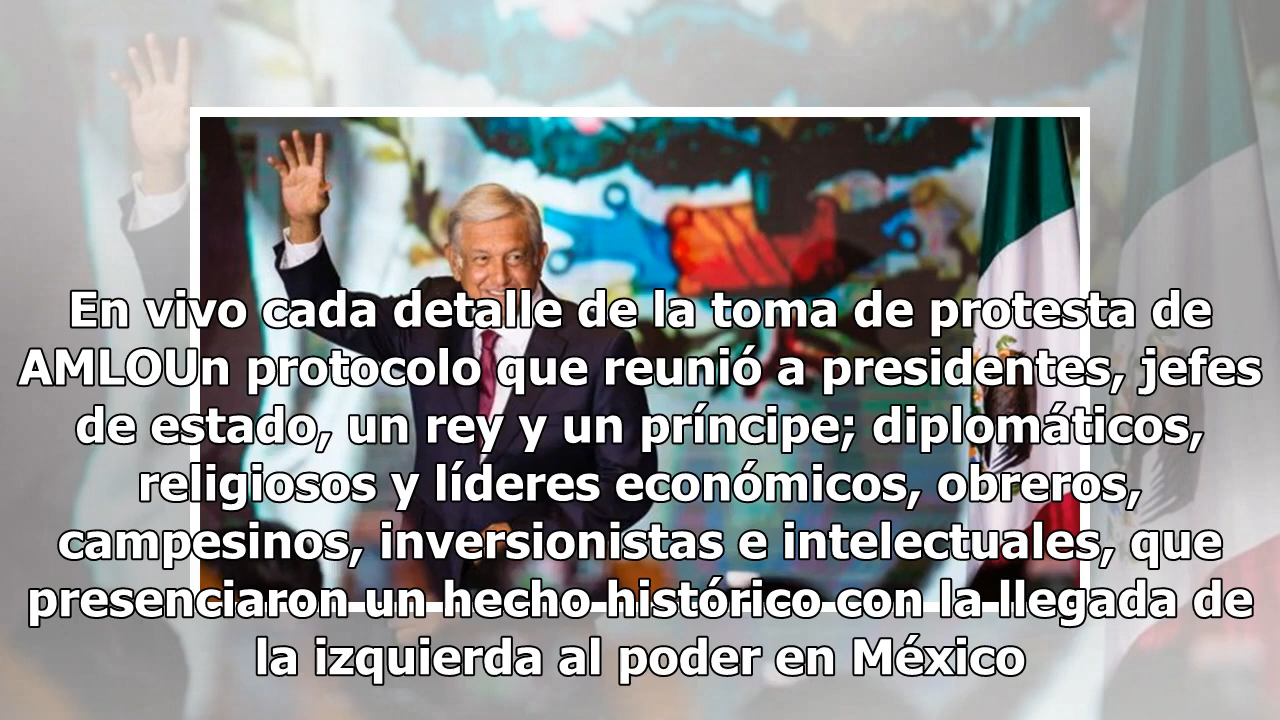 En vivo cada detalle de la toma de protesta de
AMLOUn protocolo que reunió a presidentes, jefes
de estado, un rey y un príncipe; diplomáticos,
religiosos y líderes económicos, obreros,
campesinos, inversionistas e intelectuales, que
presenciaron un hecho histórico con la llegada de
la izquierda al poder en México